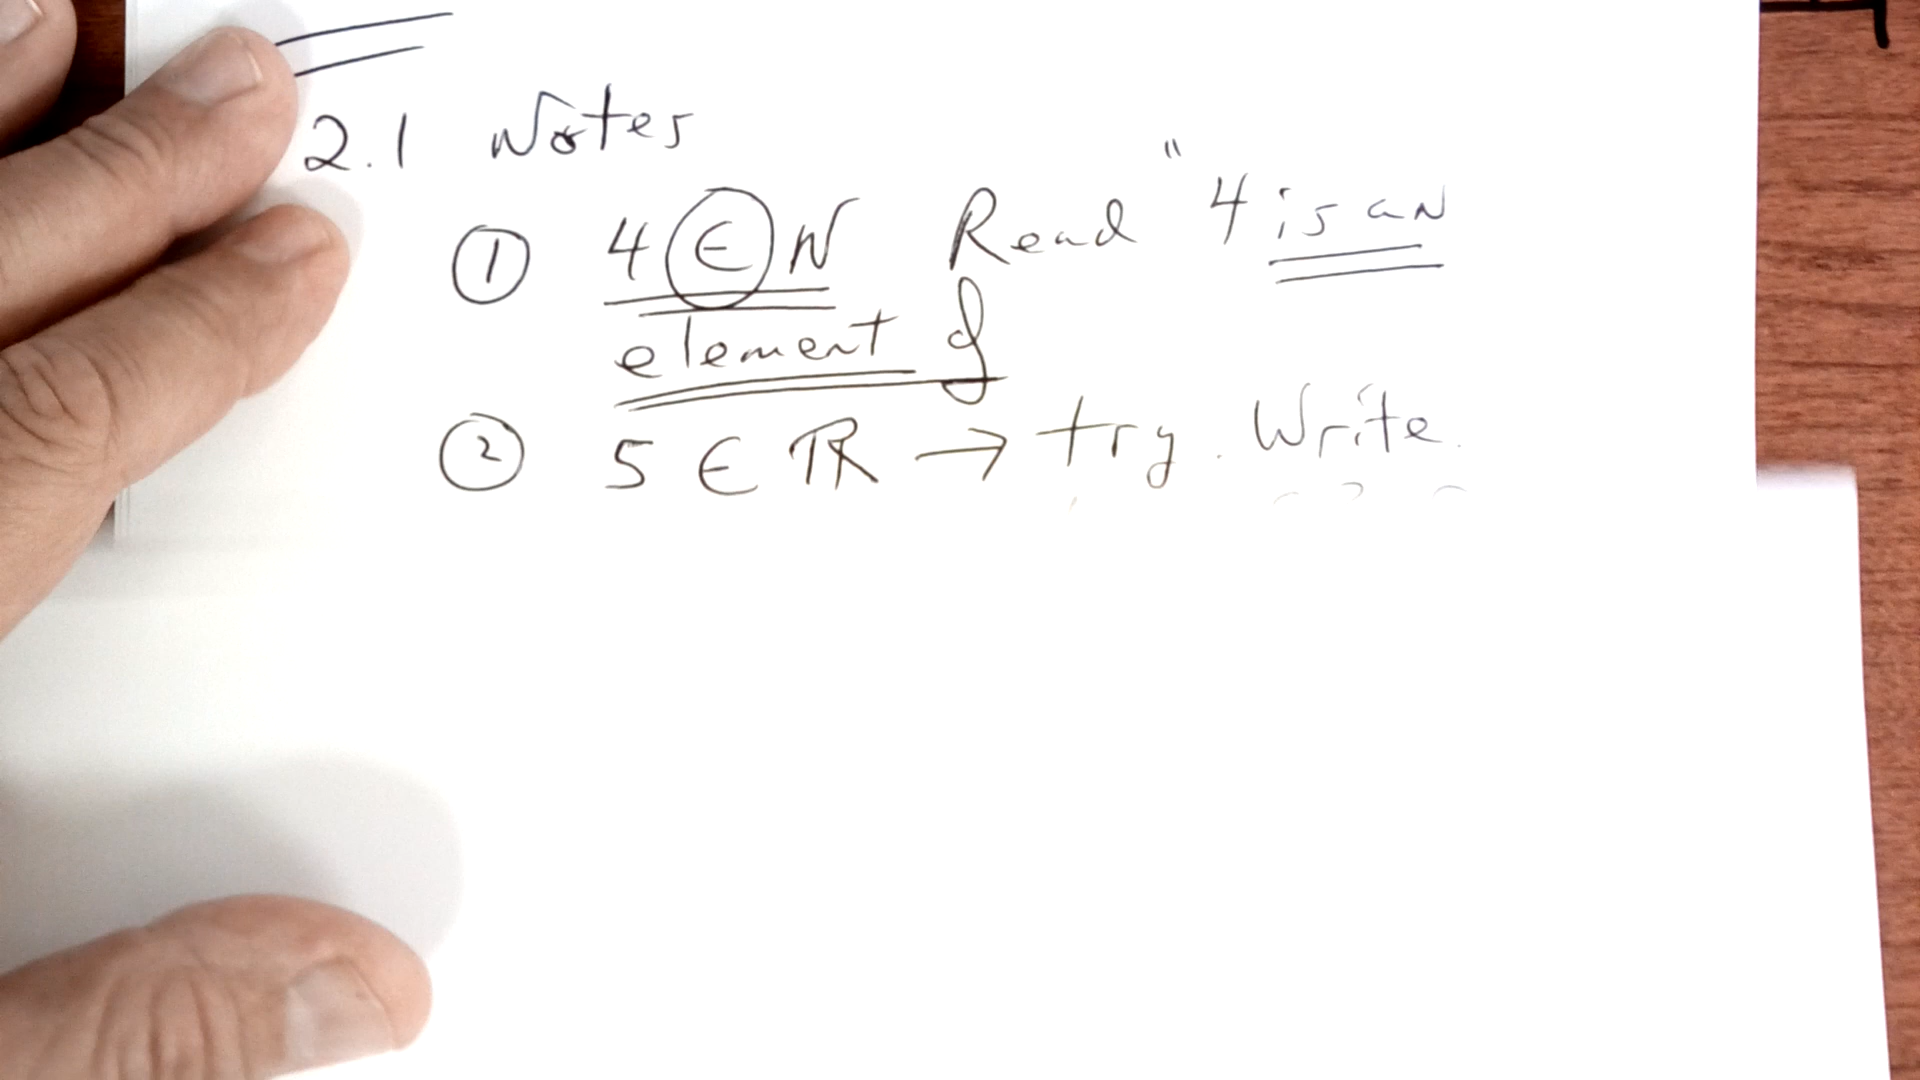 2.1 Notes
① 4 ∈ N Read "4 is an
element of
② 5 ∈ ℝ → try. Write.